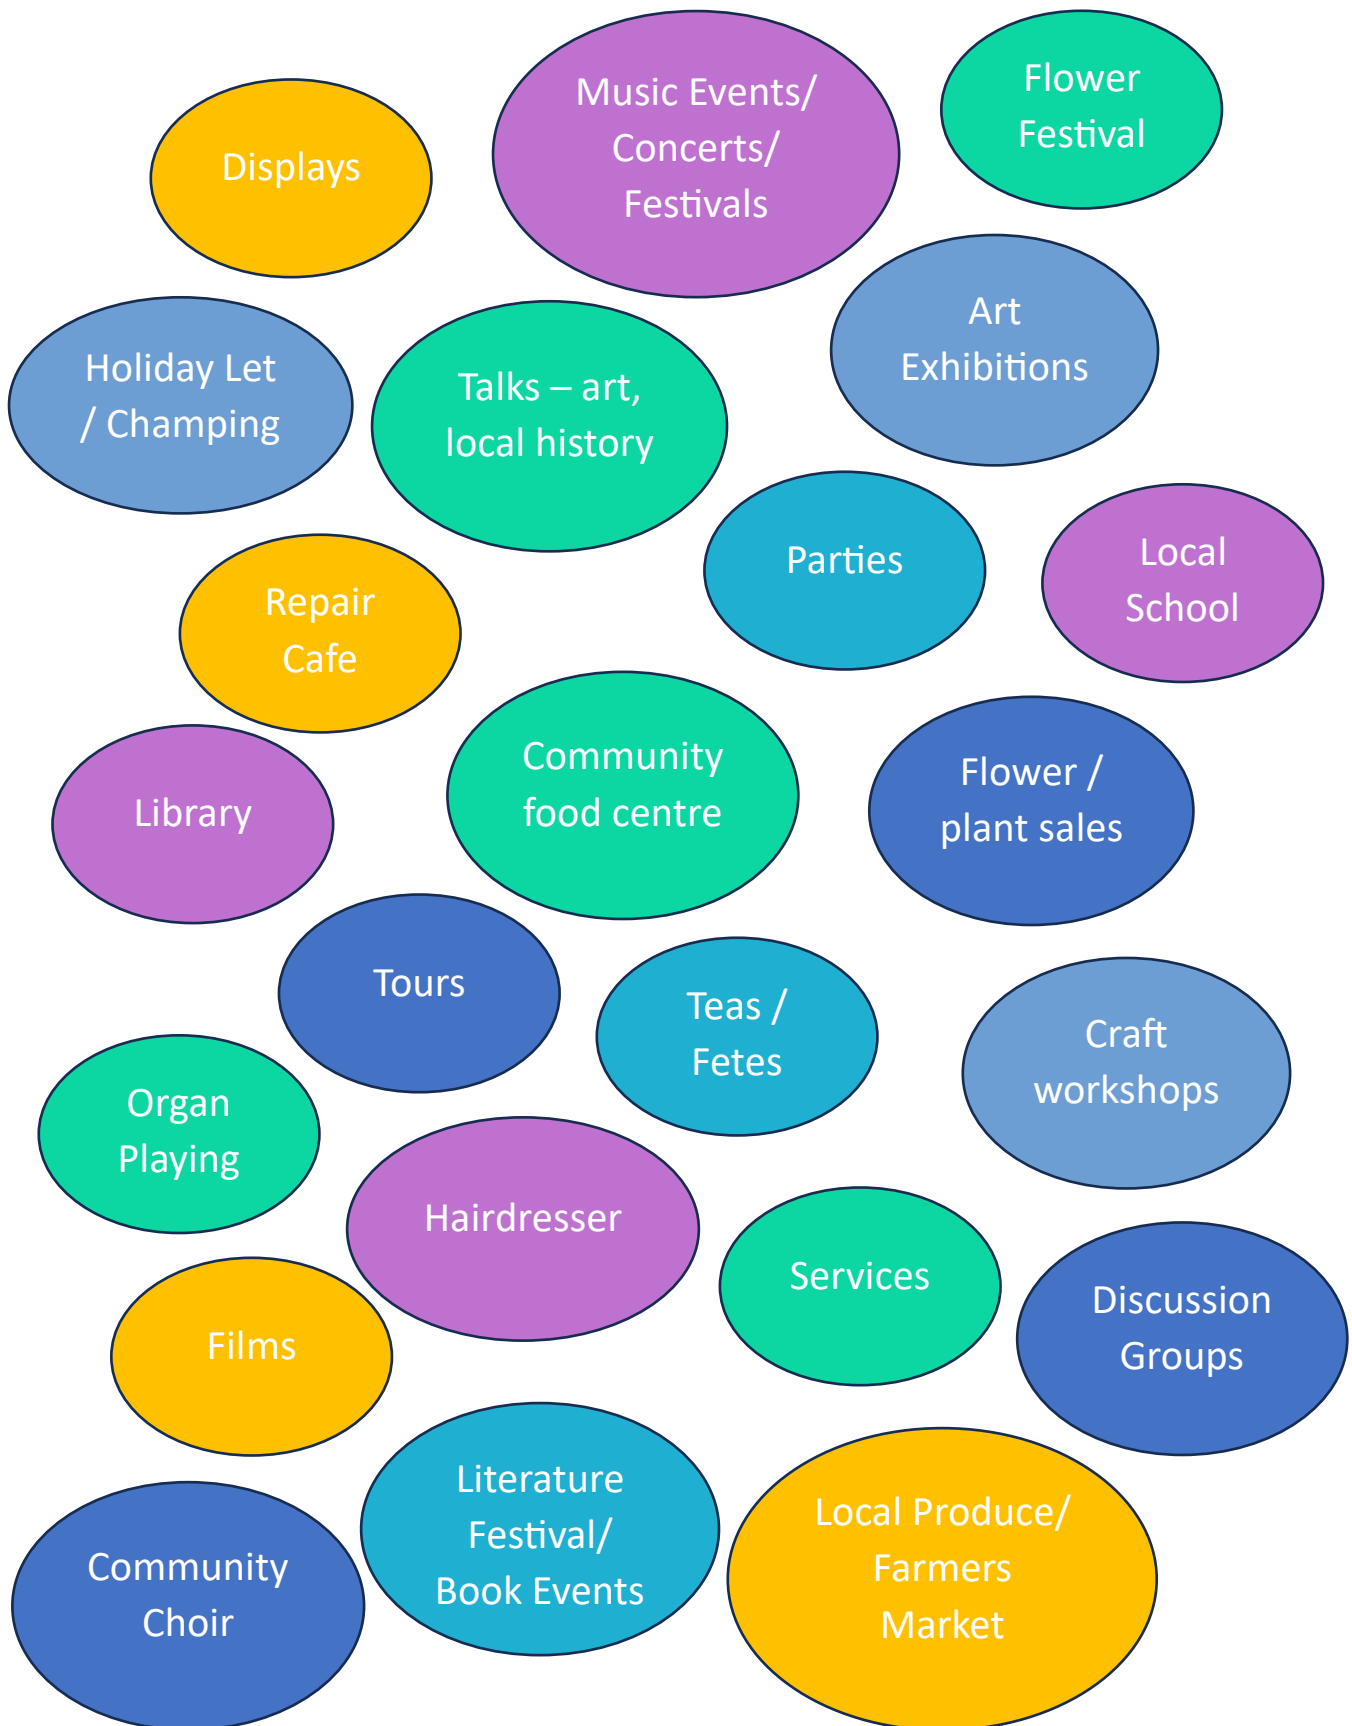 Displays
Music Events/
Concerts/
Festivals
Flower
Festival
Holiday Let
/ Champing
Talks – art,
local history
Art
Exhibitions
Repair
Cafe
Parties
Local
School
Library
Community
food centre
Flower /
plant sales
Tours
Teas /
Fetes
Craft
workshops
Organ
Playing
Hairdresser
Services
Discussion
Groups
Films
Literature
Festival/
Book Events
Local Produce/
Farmers
Market
Community
Choir